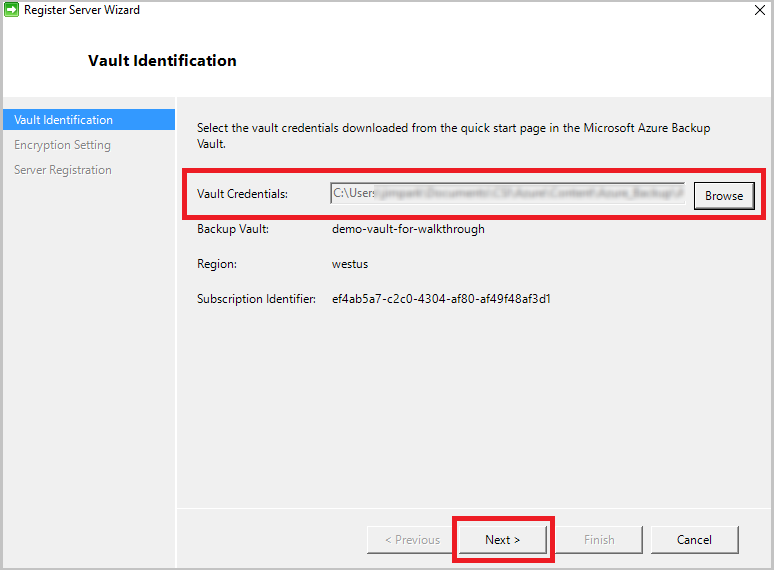 Register Server Wizard
Vault Identification
Vault Identification
Encryption Setting
Server Registration
Select the vault credentials downloaded from the quick start page in the Microsoft Azure Backup
Vault.
Vault Credentials: C:\Users Browse
Backup Vault: demo-vault-for-walkthrough
Region: westus
Subscription Identifier: ef4ab5a7-c2c0-4304-af80-af49f48af3d1
< Previous Next > Finish Cancel